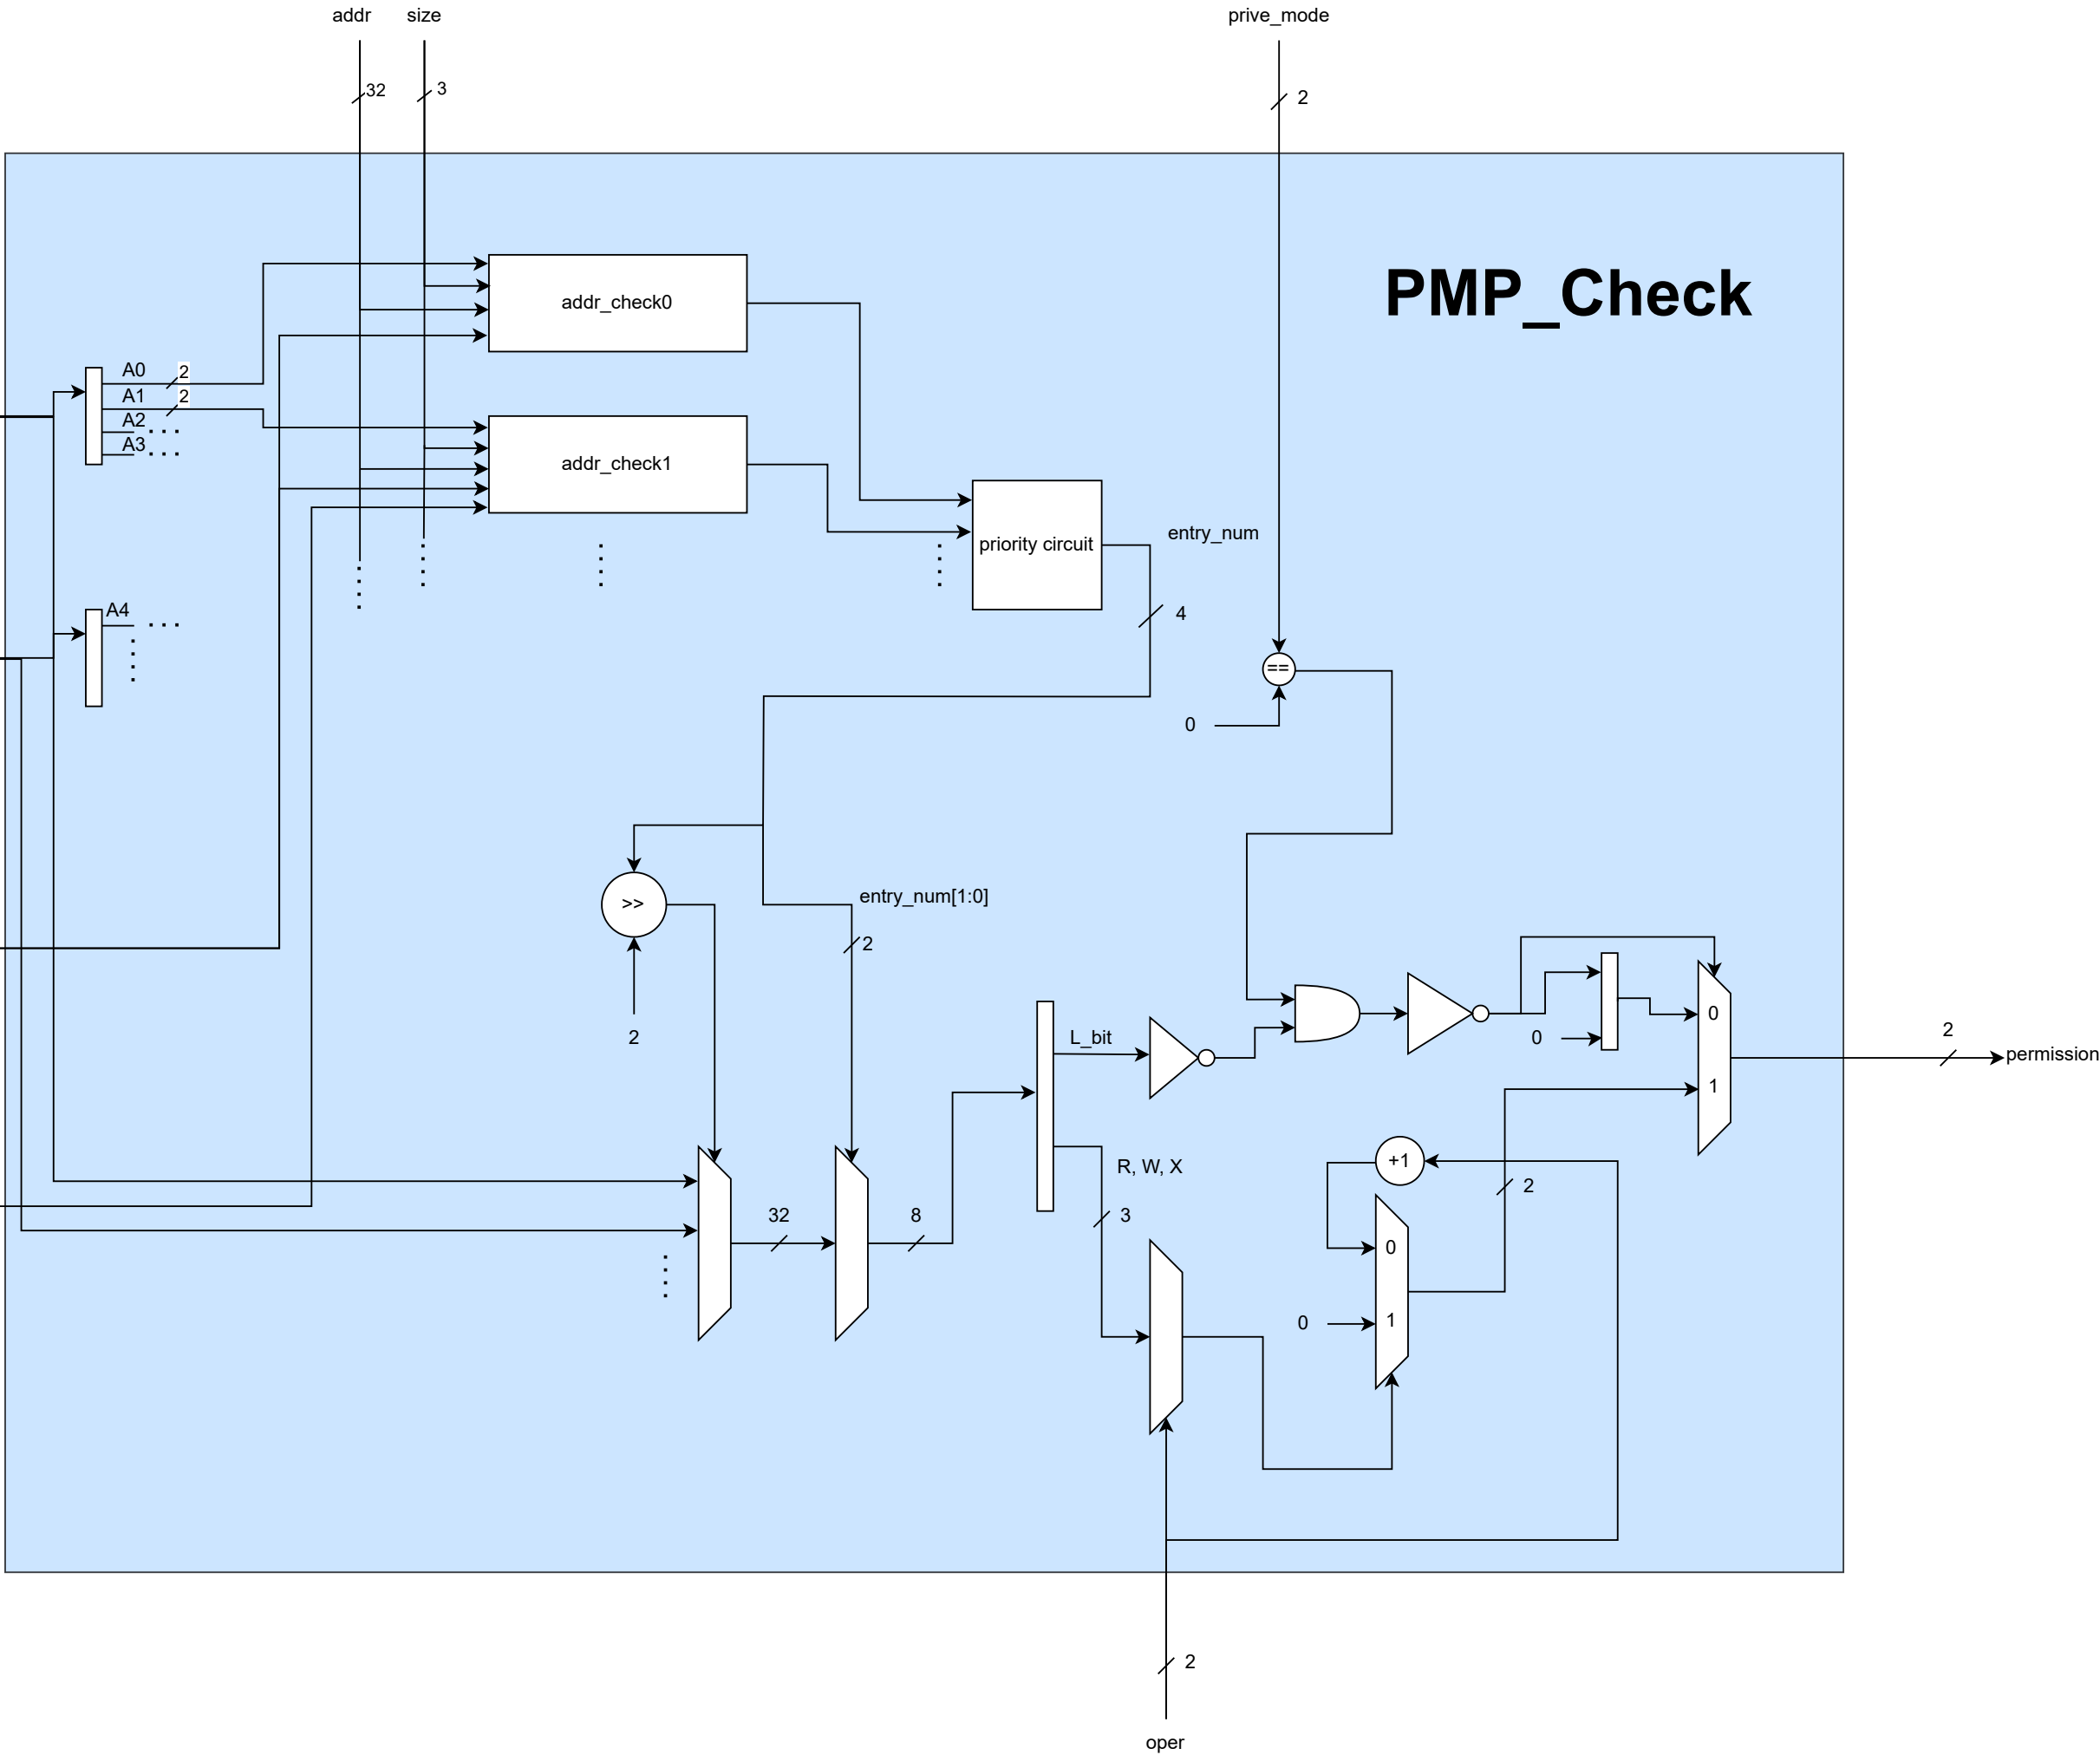 addr
size
prive_mode
32
3
2
PMP_Check
addr_check0
A0
2
A1
2
A2
A3
addr_check1
priority circuit
entry_num
4
A4
==
0
>>
entry_num[1:0]
2
2
L_bit
0
0
1
2
permission
R, W, X
3
+1
2
32
8
0
0
1
2
oper